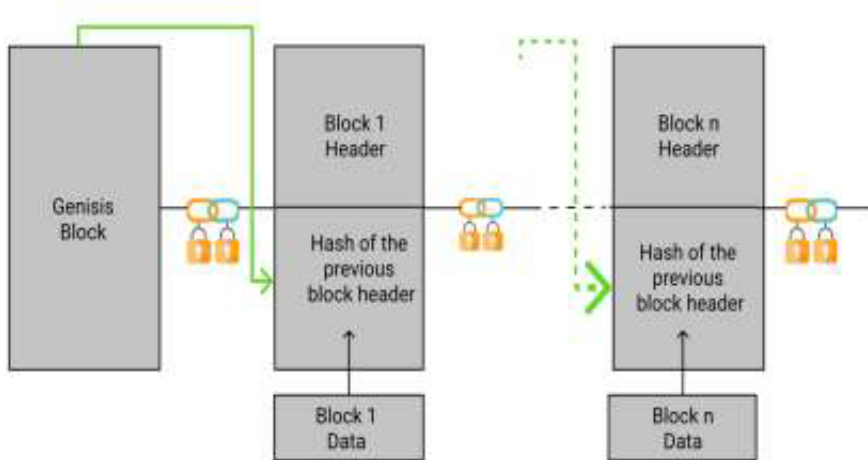 Genisis
Block
Block 1
Header
Hash of the
previous
block header
Block 1
Data
Block n
Header
Hash of the
previous
block header
Block n
Data